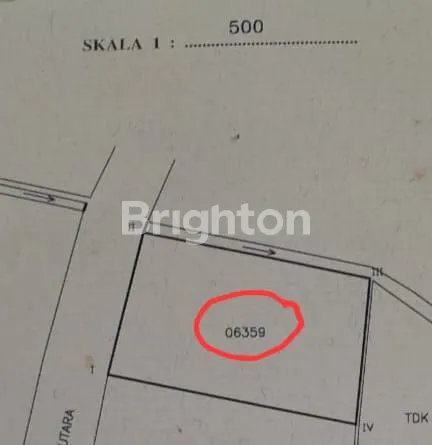 500
SKALA 1 : ................................
Brighton
II
III
06359
I
UTARA
TDK
IV